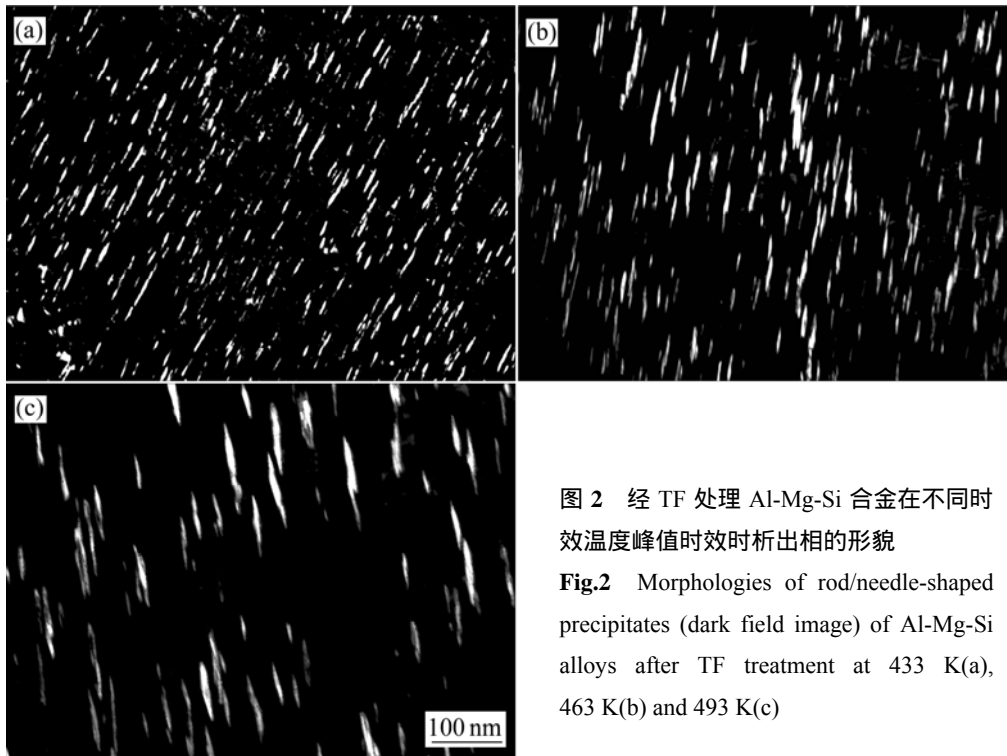 (a)
(b)
(c)
100 nm
图 2 经 TF 处理 Al-Mg-Si 合金在不同时
效温度峰值时效时析出相的形貌
Fig.2 Morphologies of rod/needle-shaped
precipitates (dark field image) of Al-Mg-Si
alloys after TF treatment at 433 K(a),
463 K(b) and 493 K(c)